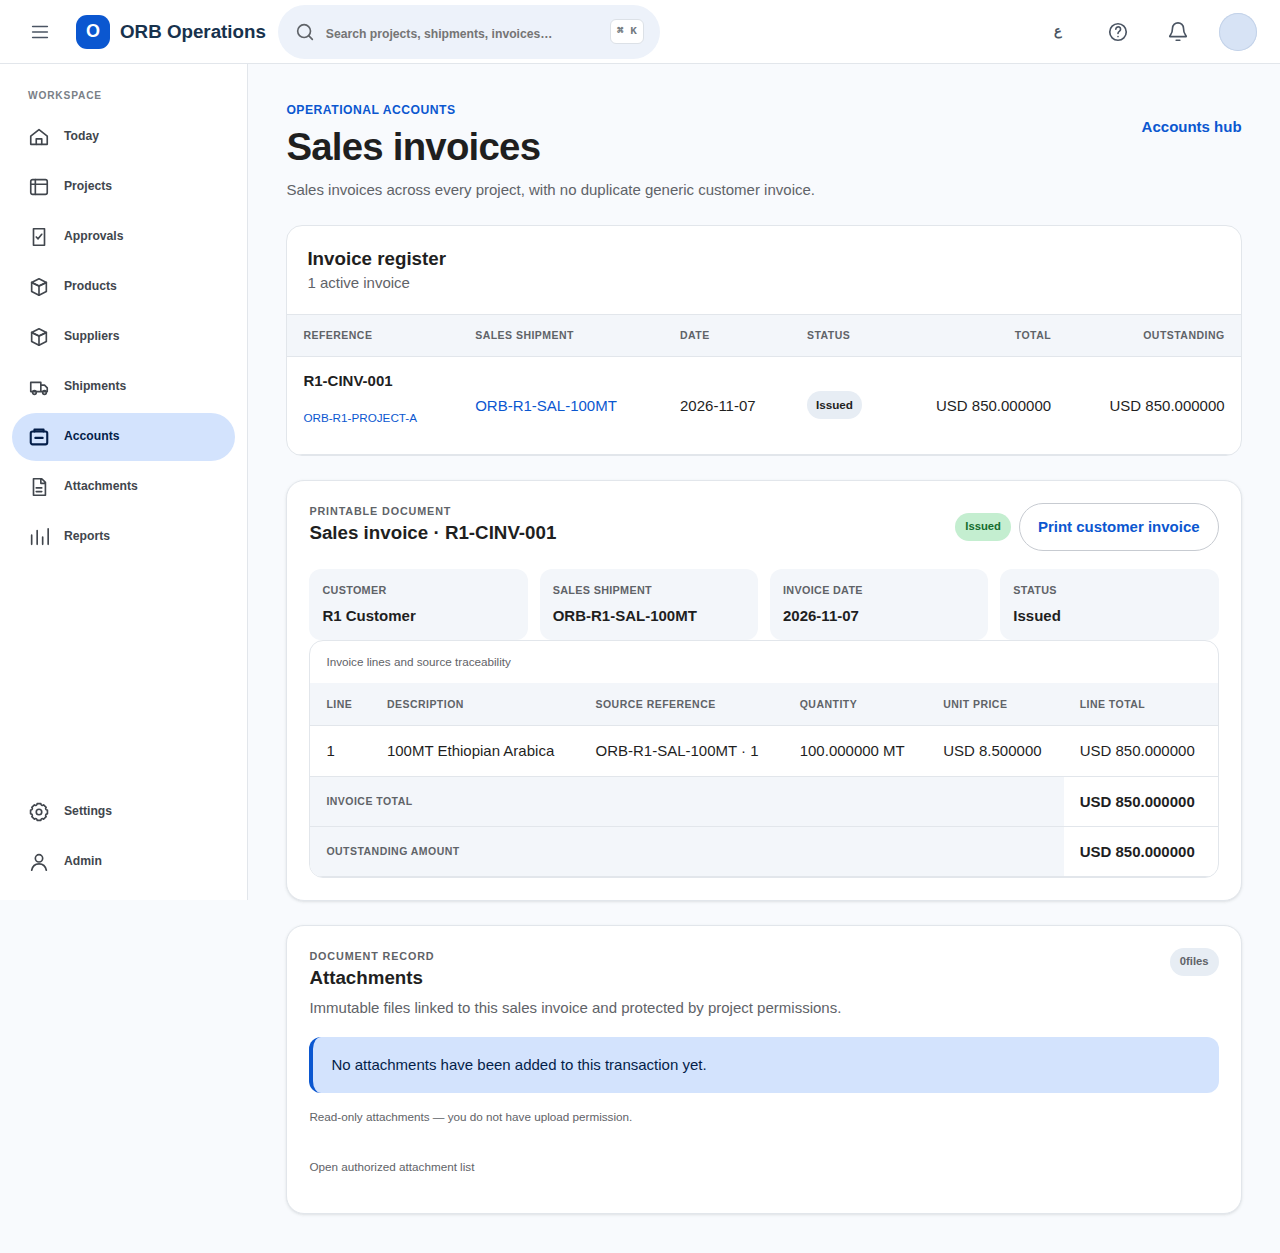 O ORB Operations
Search projects, shipments, invoices…
⌘ K
ع
WORKSPACE
Today
Projects
Approvals
Products
Suppliers
Shipments
Accounts
Attachments
Reports
Settings
Admin
OPERATIONAL ACCOUNTS
Sales invoices
Accounts hub
Sales invoices across every project, with no duplicate generic customer invoice.
Invoice register
1 active invoice
REFERENCE SALES SHIPMENT DATE STATUS TOTAL OUTSTANDING
R1-CINV-001
ORB-R1-PROJECT-A
ORB-R1-SAL-100MT 2026-11-07 Issued USD 850.000000 USD 850.000000
PRINTABLE DOCUMENT
Sales invoice · R1-CINV-001
Issued Print customer invoice
CUSTOMER
R1 Customer
SALES SHIPMENT
ORB-R1-SAL-100MT
INVOICE DATE
2026-11-07
STATUS
Issued
Invoice lines and source traceability
LINE DESCRIPTION SOURCE REFERENCE QUANTITY UNIT PRICE LINE TOTAL
1 100MT Ethiopian Arabica ORB-R1-SAL-100MT · 1 100.000000 MT USD 8.500000 USD 850.000000
INVOICE TOTAL USD 850.000000
OUTSTANDING AMOUNT USD 850.000000
DOCUMENT RECORD
Attachments
0files
Immutable files linked to this sales invoice and protected by project permissions.
No attachments have been added to this transaction yet.
Read-only attachments — you do not have upload permission.
Open authorized attachment list